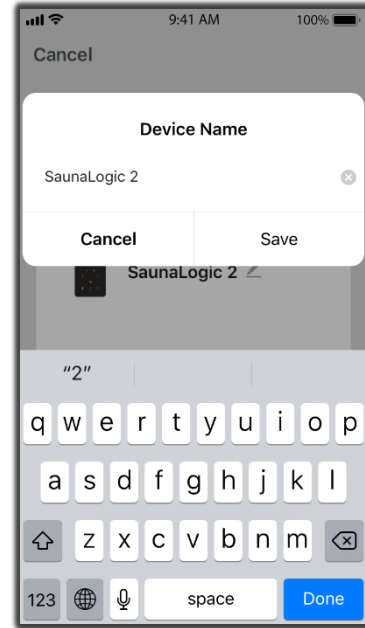 9:41 AM 100%
Cancel
Device Name
SaunaLogic 2
Cancel Save
SaunaLogic 2
"2"
q w e r t y u i o p
a s d f g h j k l
z x c v b n m
123 space Done